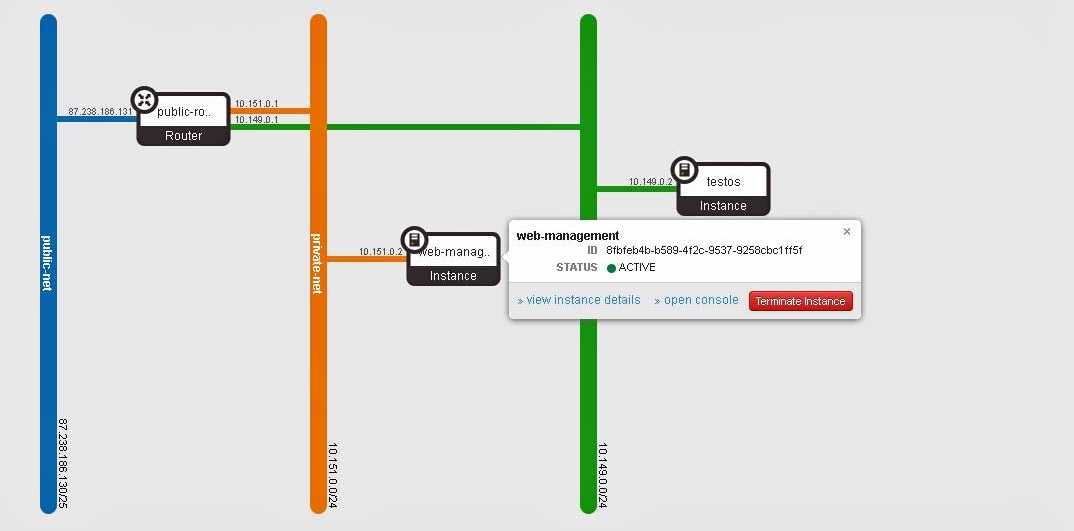 87.238.186.131
public-ro..
Router
10.151.0.1
10.149.0.1
10.149.0.2
testos
Instance
public-net
private-net
10.151.0.2
web-manag..
Instance
web-management
×
ID 8fbfeb4b-b589-4f2c-9537-9258cbc1ff5f
STATUS ACTIVE
» view instance details » open console Terminate Instance
87.238.186.130/25
10.151.0.0/24
10.149.0.0/24